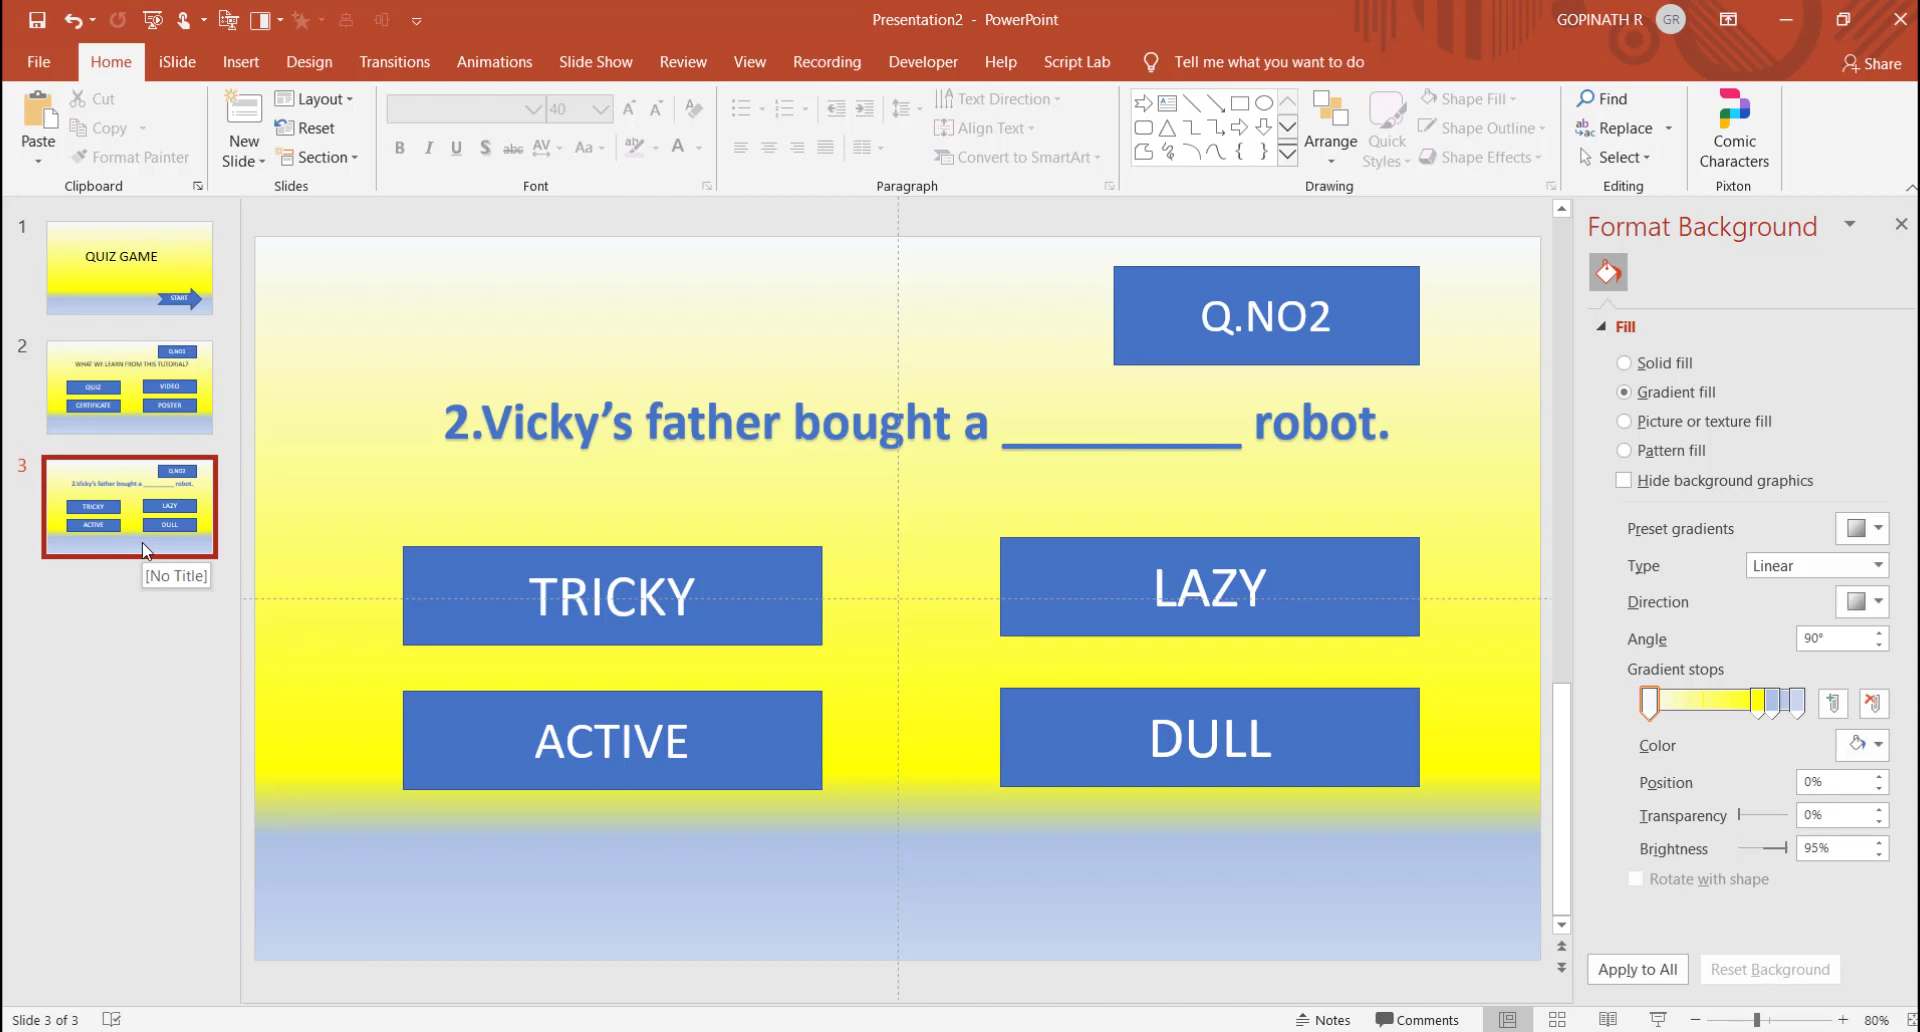 Presentation2 - PowerPoint
GOPINATH R
GR
File
Home
iSlide
Insert
Design
Transitions
Animations
Slide Show
Review
View
Recording
Developer
Help
Script Lab
Tell me what you want to do
Share
Paste
Cut
Copy
Format Painter
Clipboard
New
Slide
Layout
Reset
Section
Slides
40
Font
Text Direction
Align Text
Convert to SmartArt
Paragraph
Arrange
Quick
Styles
Shape Fill
Shape Outline
Shape Effects
Drawing
Find
Replace
Select
Editing
Comic
Characters
Pixton
1
QUIZ GAME
START
2
Q.NO1
WHAT WE LEARN FROM THIS TUTORIAL?
QUIZ
VIDEO
CERTIFICATE
POSTER
3
Q.NO2
2.Vicky's father bought a ________ robot.
TRICKY
LAZY
ACTIVE
DULL
[No Title]
Q.NO2
2.Vicky’s father bought a _________ robot.
TRICKY
LAZY
ACTIVE
DULL
Format Background
Fill
Solid fill
Gradient fill
Picture or texture fill
Pattern fill
Hide background graphics
Preset gradients
Type Linear
Direction
Angle 90°
Gradient stops
Color
Position 0%
Transparency 0%
Brightness 95%
Rotate with shape
Apply to All
Reset Background
Slide 3 of 3
Notes
Comments
80%